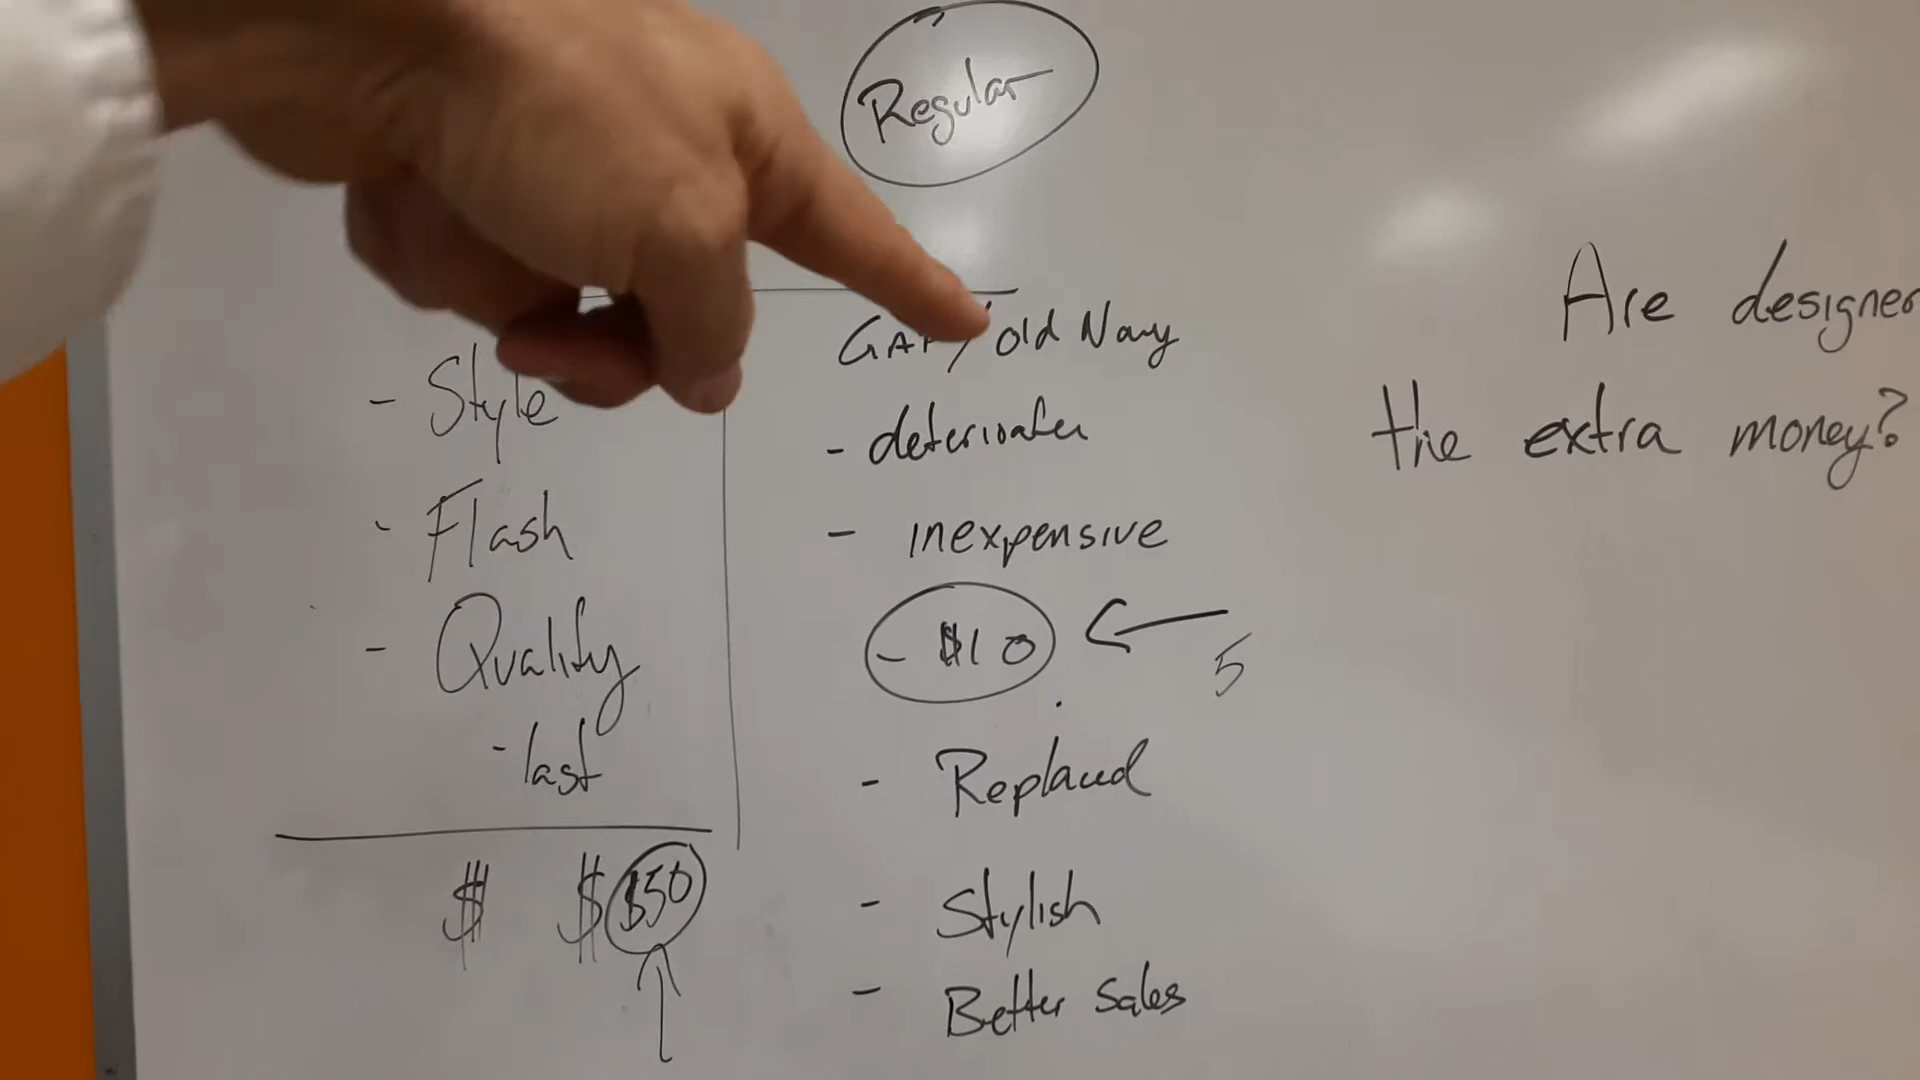 Regular
- Style
- Flash
- Quality
- last
$ $ $50
GAP/Old Navy
- deteriorates
- inexpensive
- $10
5
- Replaced
- Stylish
- Better sales
Are designer
the extra money?